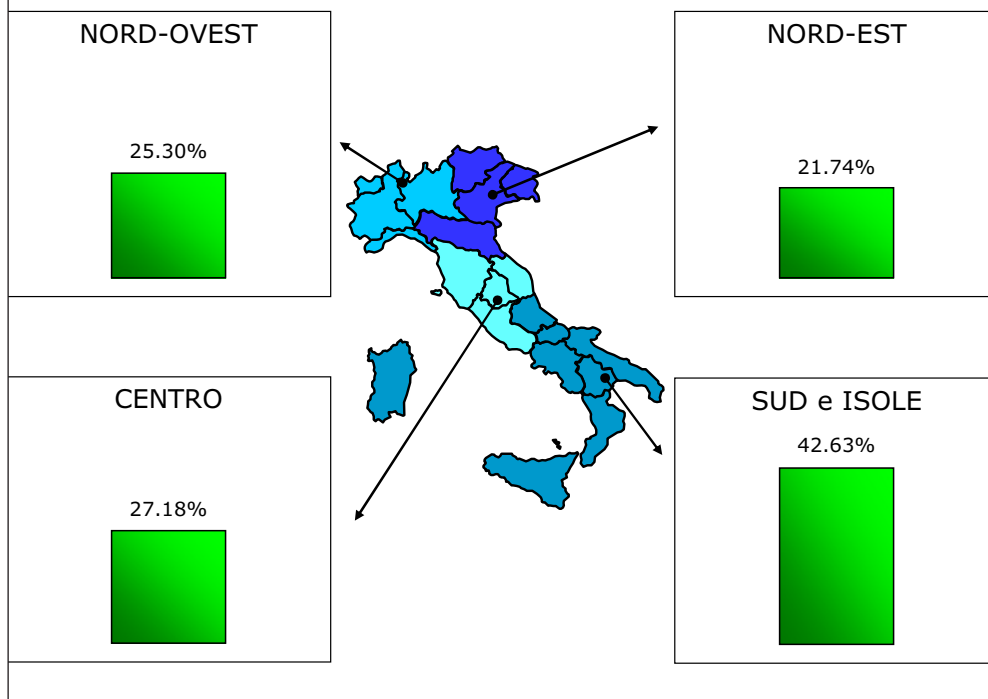 NORD-OVEST
25.30%
NORD-EST
21.74%
CENTRO
27.18%
SUD e ISOLE
42.63%